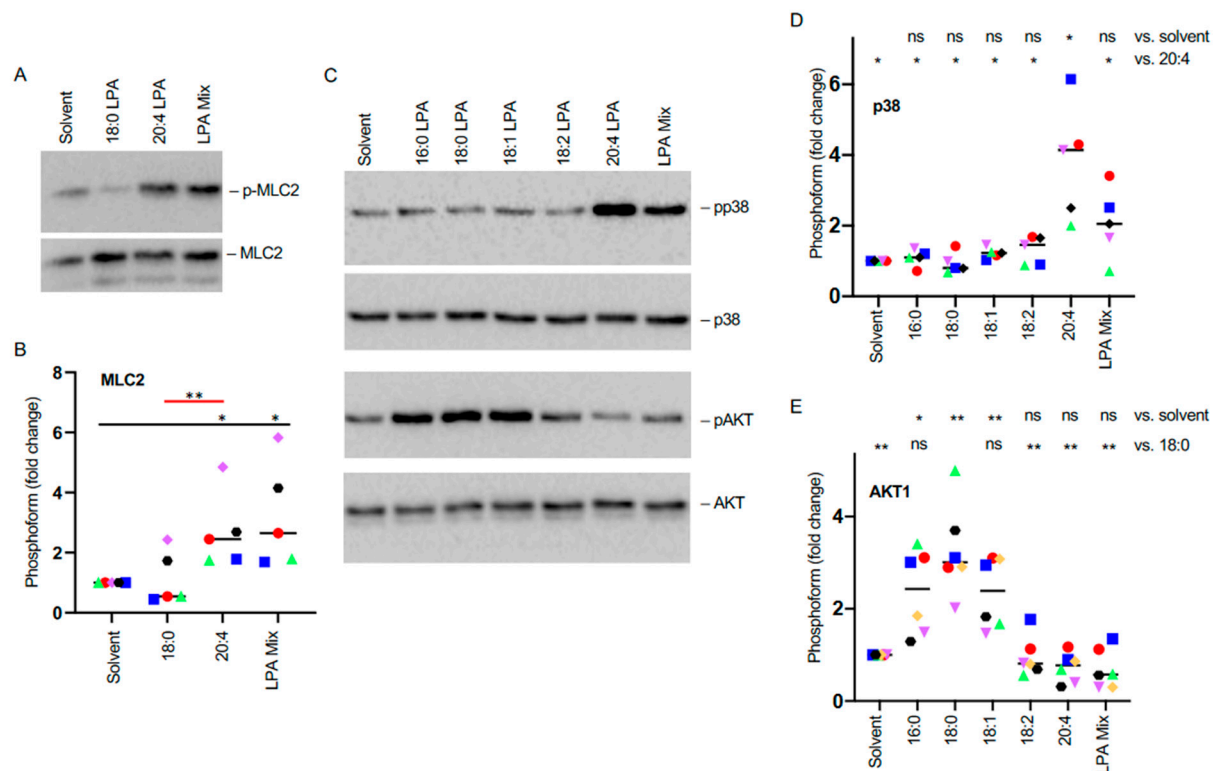 A
Solvent
18:0 LPA
20:4 LPA
LPA Mix
– p-MLC2
– MLC2
B
MLC2
**
*
*
Phosphoform (fold change)
8
6
4
2
0
Solvent
18:0
20:4
LPA Mix
C
Solvent
16:0 LPA
18:0 LPA
18:1 LPA
18:2 LPA
20:4 LPA
LPA Mix
– pp38
– p38
– pAKT
– AKT
D
ns ns ns ns * ns vs. solvent
* * * * * * vs. 20:4
p38
Phosphoform (fold change)
6
4
2
0
Solvent
16:0
18:0
18:1
18:2
20:4
LPA Mix
E
* ** ** ns ns ns vs. solvent
** ns ns ** ** ** vs. 18:0
AKT1
Phosphoform (fold change)
4
2
0
Solvent
16:0
18:0
18:1
18:2
20:4
LPA Mix